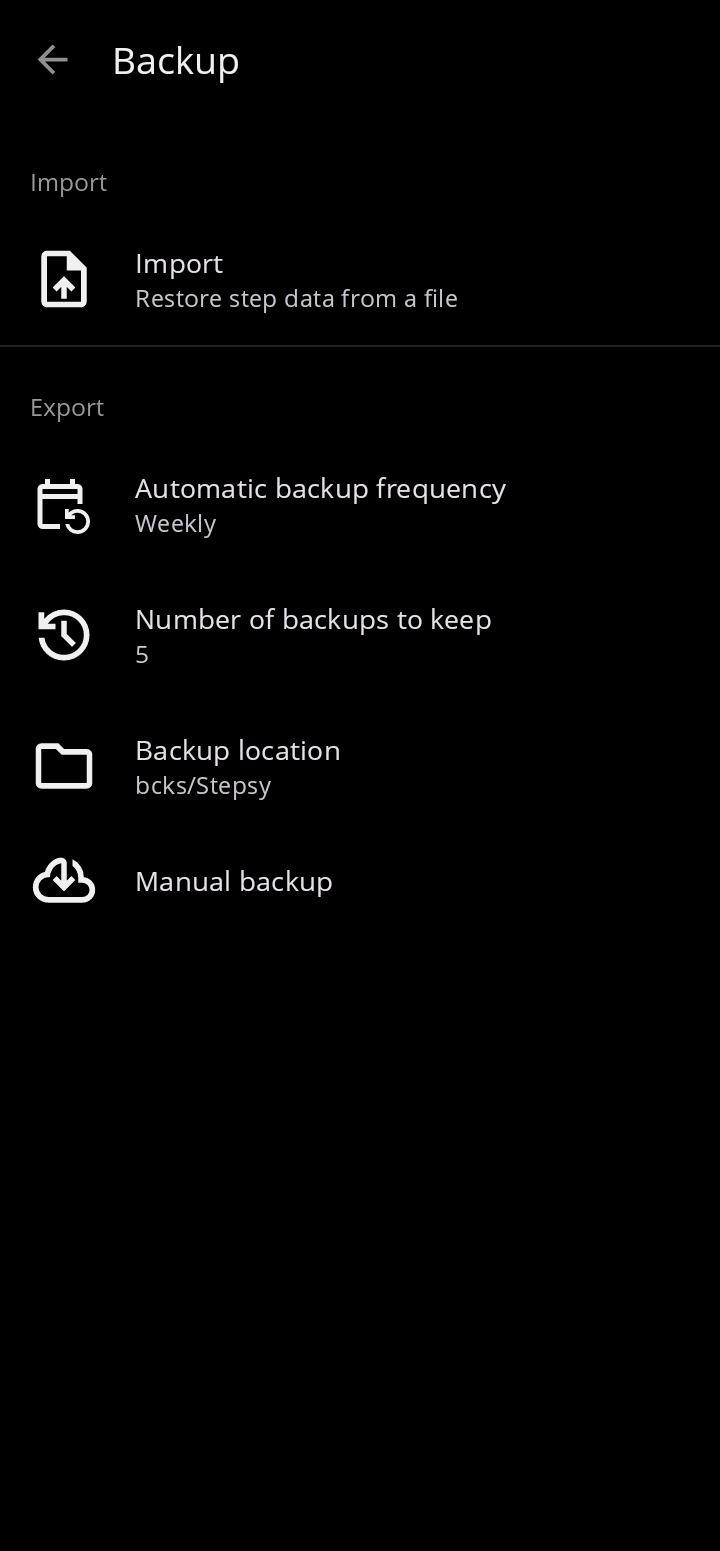 Backup
Import
Import
Restore step data from a file
Export
Automatic backup frequency
Weekly
Number of backups to keep
5
Backup location
bcks/Stepsy
Manual backup